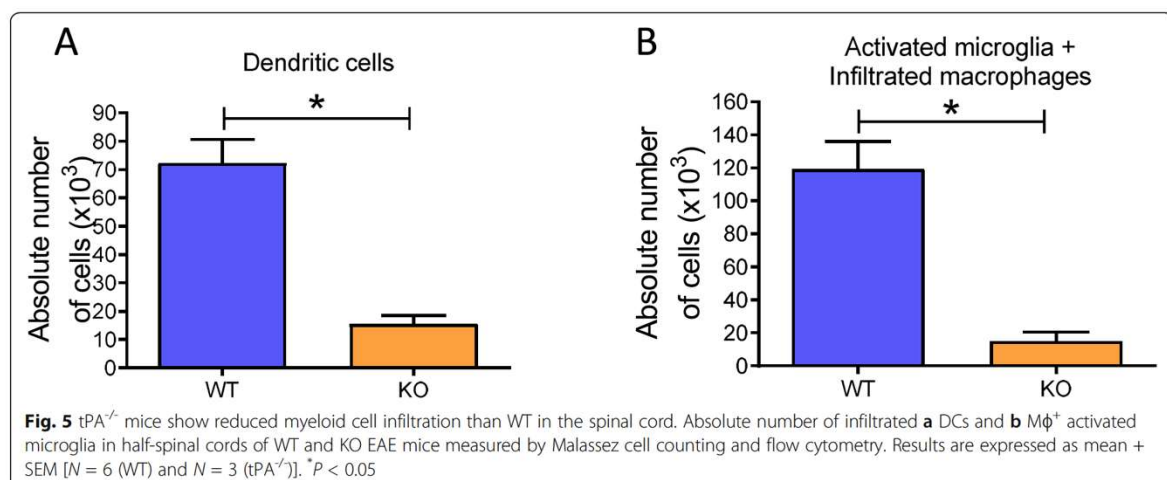 A
Dendritic cells
Absolute number
of cells (x10³)
90
80
70
60
50
40
30
20
10
0
*
WT
KO
B
Activated microglia +
Infiltrated macrophages
Absolute number
of cells (x10³)
160
140
120
100
80
60
40
20
0
*
WT
KO
Fig. 5 tPA⁻/⁻ mice show reduced myeloid cell infiltration than WT in the spinal cord. Absolute number of infiltrated a DCs and b Mϕ⁺ activated
microglia in half-spinal cords of WT and KO EAE mice measured by Malassez cell counting and flow cytometry. Results are expressed as mean +
SEM [N = 6 (WT) and N = 3 (tPA⁻/⁻)]. *P < 0.05